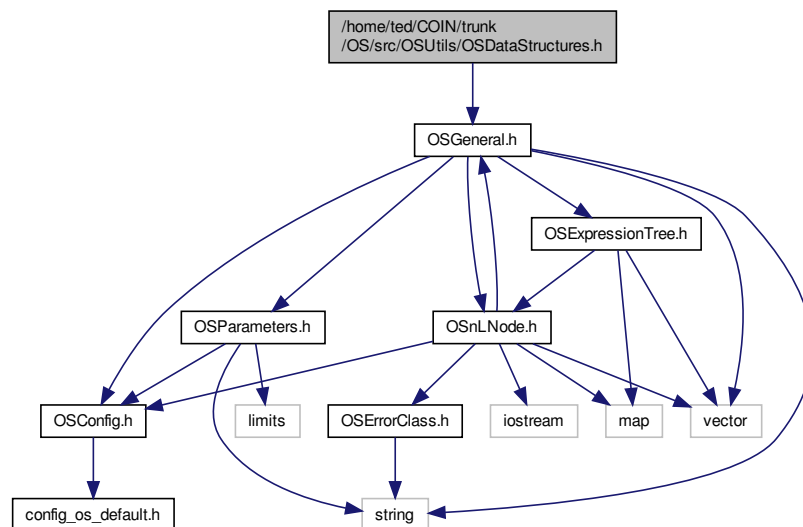 /home/ted/COIN/trunk
/OS/src/OSUtils/OSDataStructures.h
OSGeneral.h
OSExpressionTree.h
OSParameters.h
OSnLNode.h
OSConfig.h
limits
OSErrorClass.h
iostream
map
vector
config_os_default.h
string